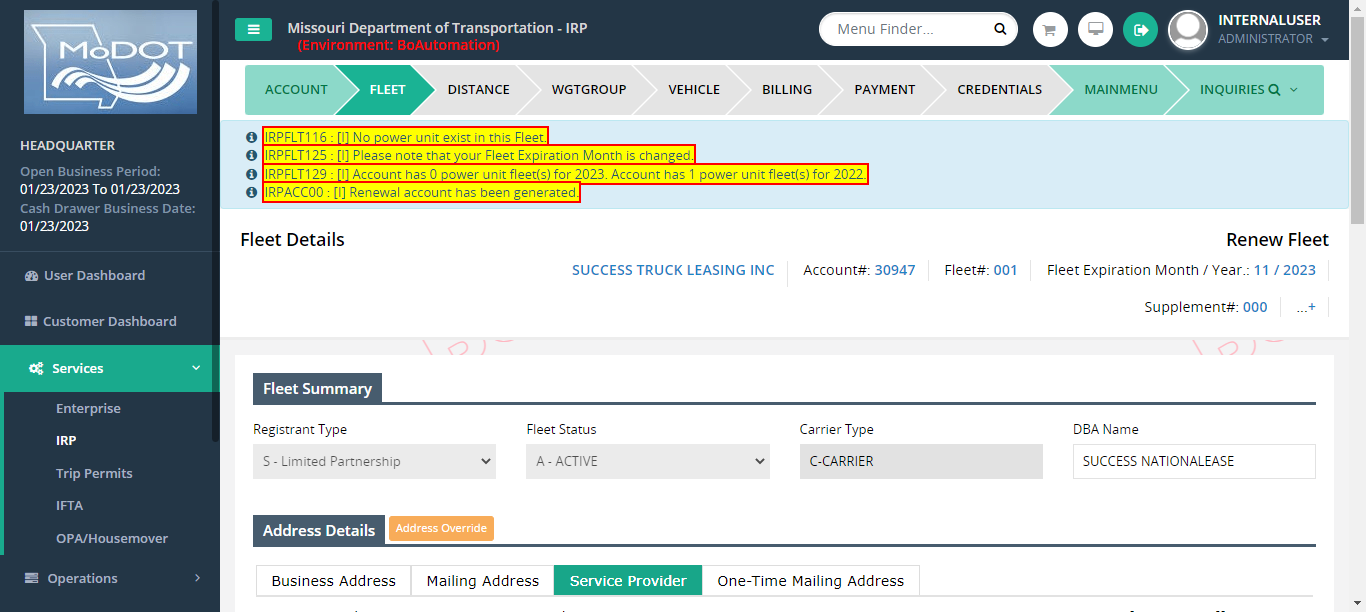 MoDOT
HEADQUARTER
Open Business Period:
01/23/2023 To 01/23/2023
Cash Drawer Business Date:
01/23/2023
User Dashboard
Customer Dashboard
Services
Enterprise
IRP
Trip Permits
IFTA
OPA/Housemover
Operations
Missouri Department of Transportation - IRP
(Environment: BoAutomation)
Menu Finder...
INTERNALUSER
ADMINISTRATOR
ACCOUNT FLEET DISTANCE WGTGROUP VEHICLE BILLING PAYMENT CREDENTIALS MAINMENU INQUIRIES
IRPFLT116 : [I] No power unit exist in this Fleet.
IRPFLT125 : [I] Please note that your Fleet Expiration Month is changed.
IRPFLT129 : [I] Account has 0 power unit fleet(s) for 2023. Account has 1 power unit fleet(s) for 2022.
IRPACC00 : [I] Renewal account has been generated.
Fleet Details Renew Fleet
SUCCESS TRUCK LEASING INC Account#: 30947 Fleet#: 001 Fleet Expiration Month / Year.: 11 / 2023
Supplement#: 000 ...+
Fleet Summary
Registrant Type Fleet Status Carrier Type DBA Name
S - Limited Partnership A - ACTIVE C-CARRIER SUCCESS NATIONALEASE
Address Details Address Override
Business Address Mailing Address Service Provider One-Time Mailing Address